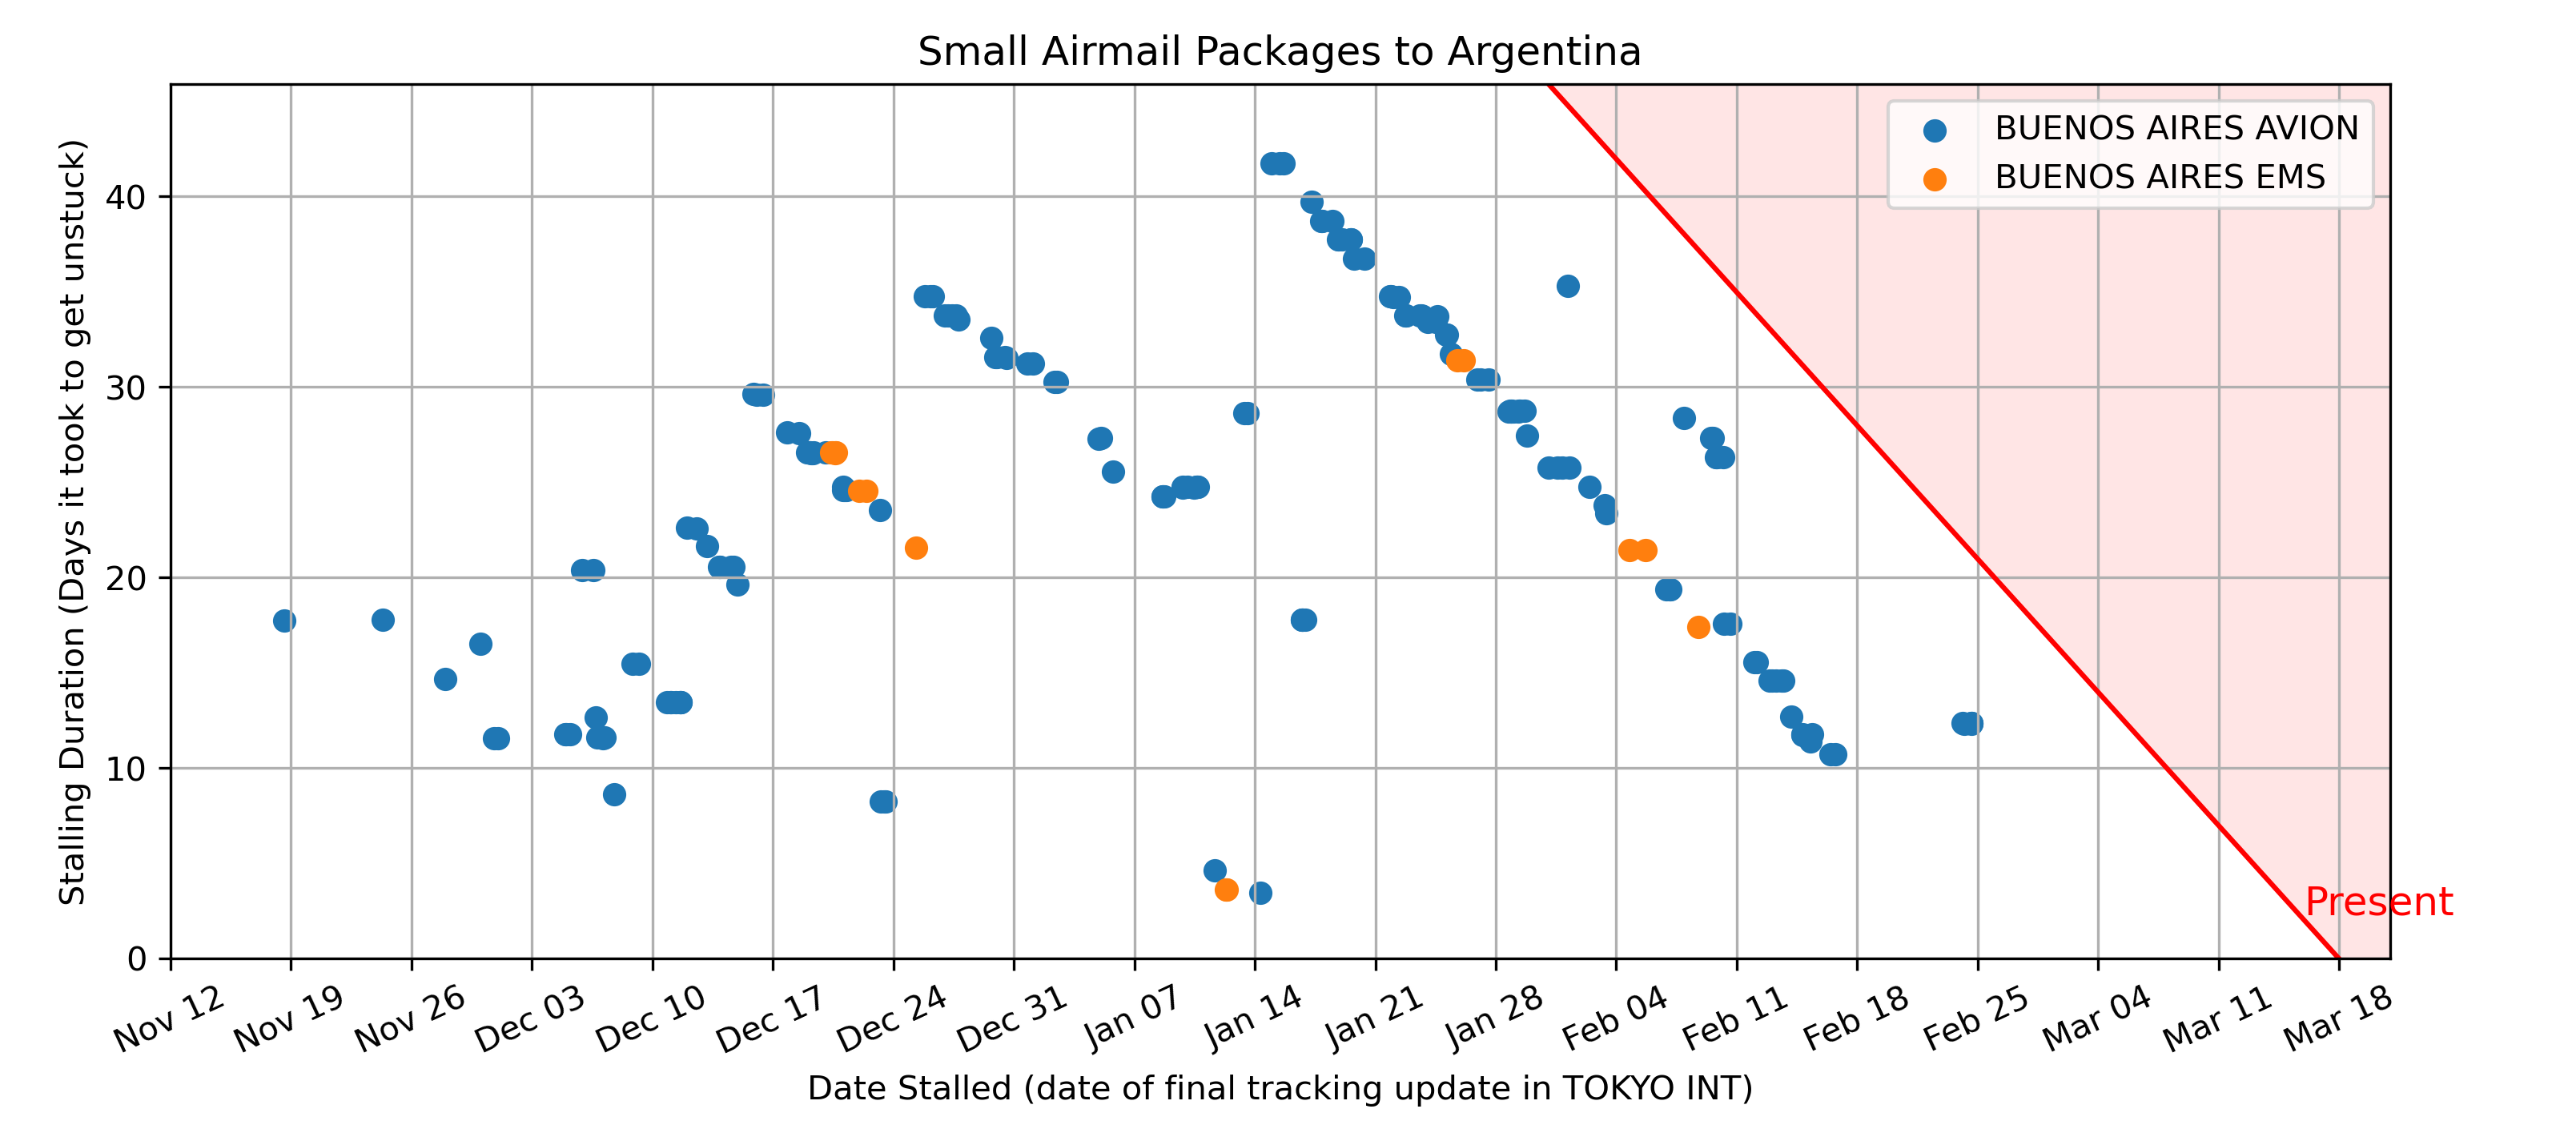 Small Airmail Packages to Argentina
Stalling Duration (Days it took to get unstuck)
40
30
20
10
0
BUENOS AIRES AVION
BUENOS AIRES EMS
Present
Nov 12
Nov 19
Nov 26
Dec 03
Dec 10
Dec 17
Dec 24
Dec 31
Jan 07
Jan 14
Jan 21
Jan 28
Feb 04
Feb 11
Feb 18
Feb 25
Mar 04
Mar 11
Mar 18
Date Stalled (date of final tracking update in TOKYO INT)